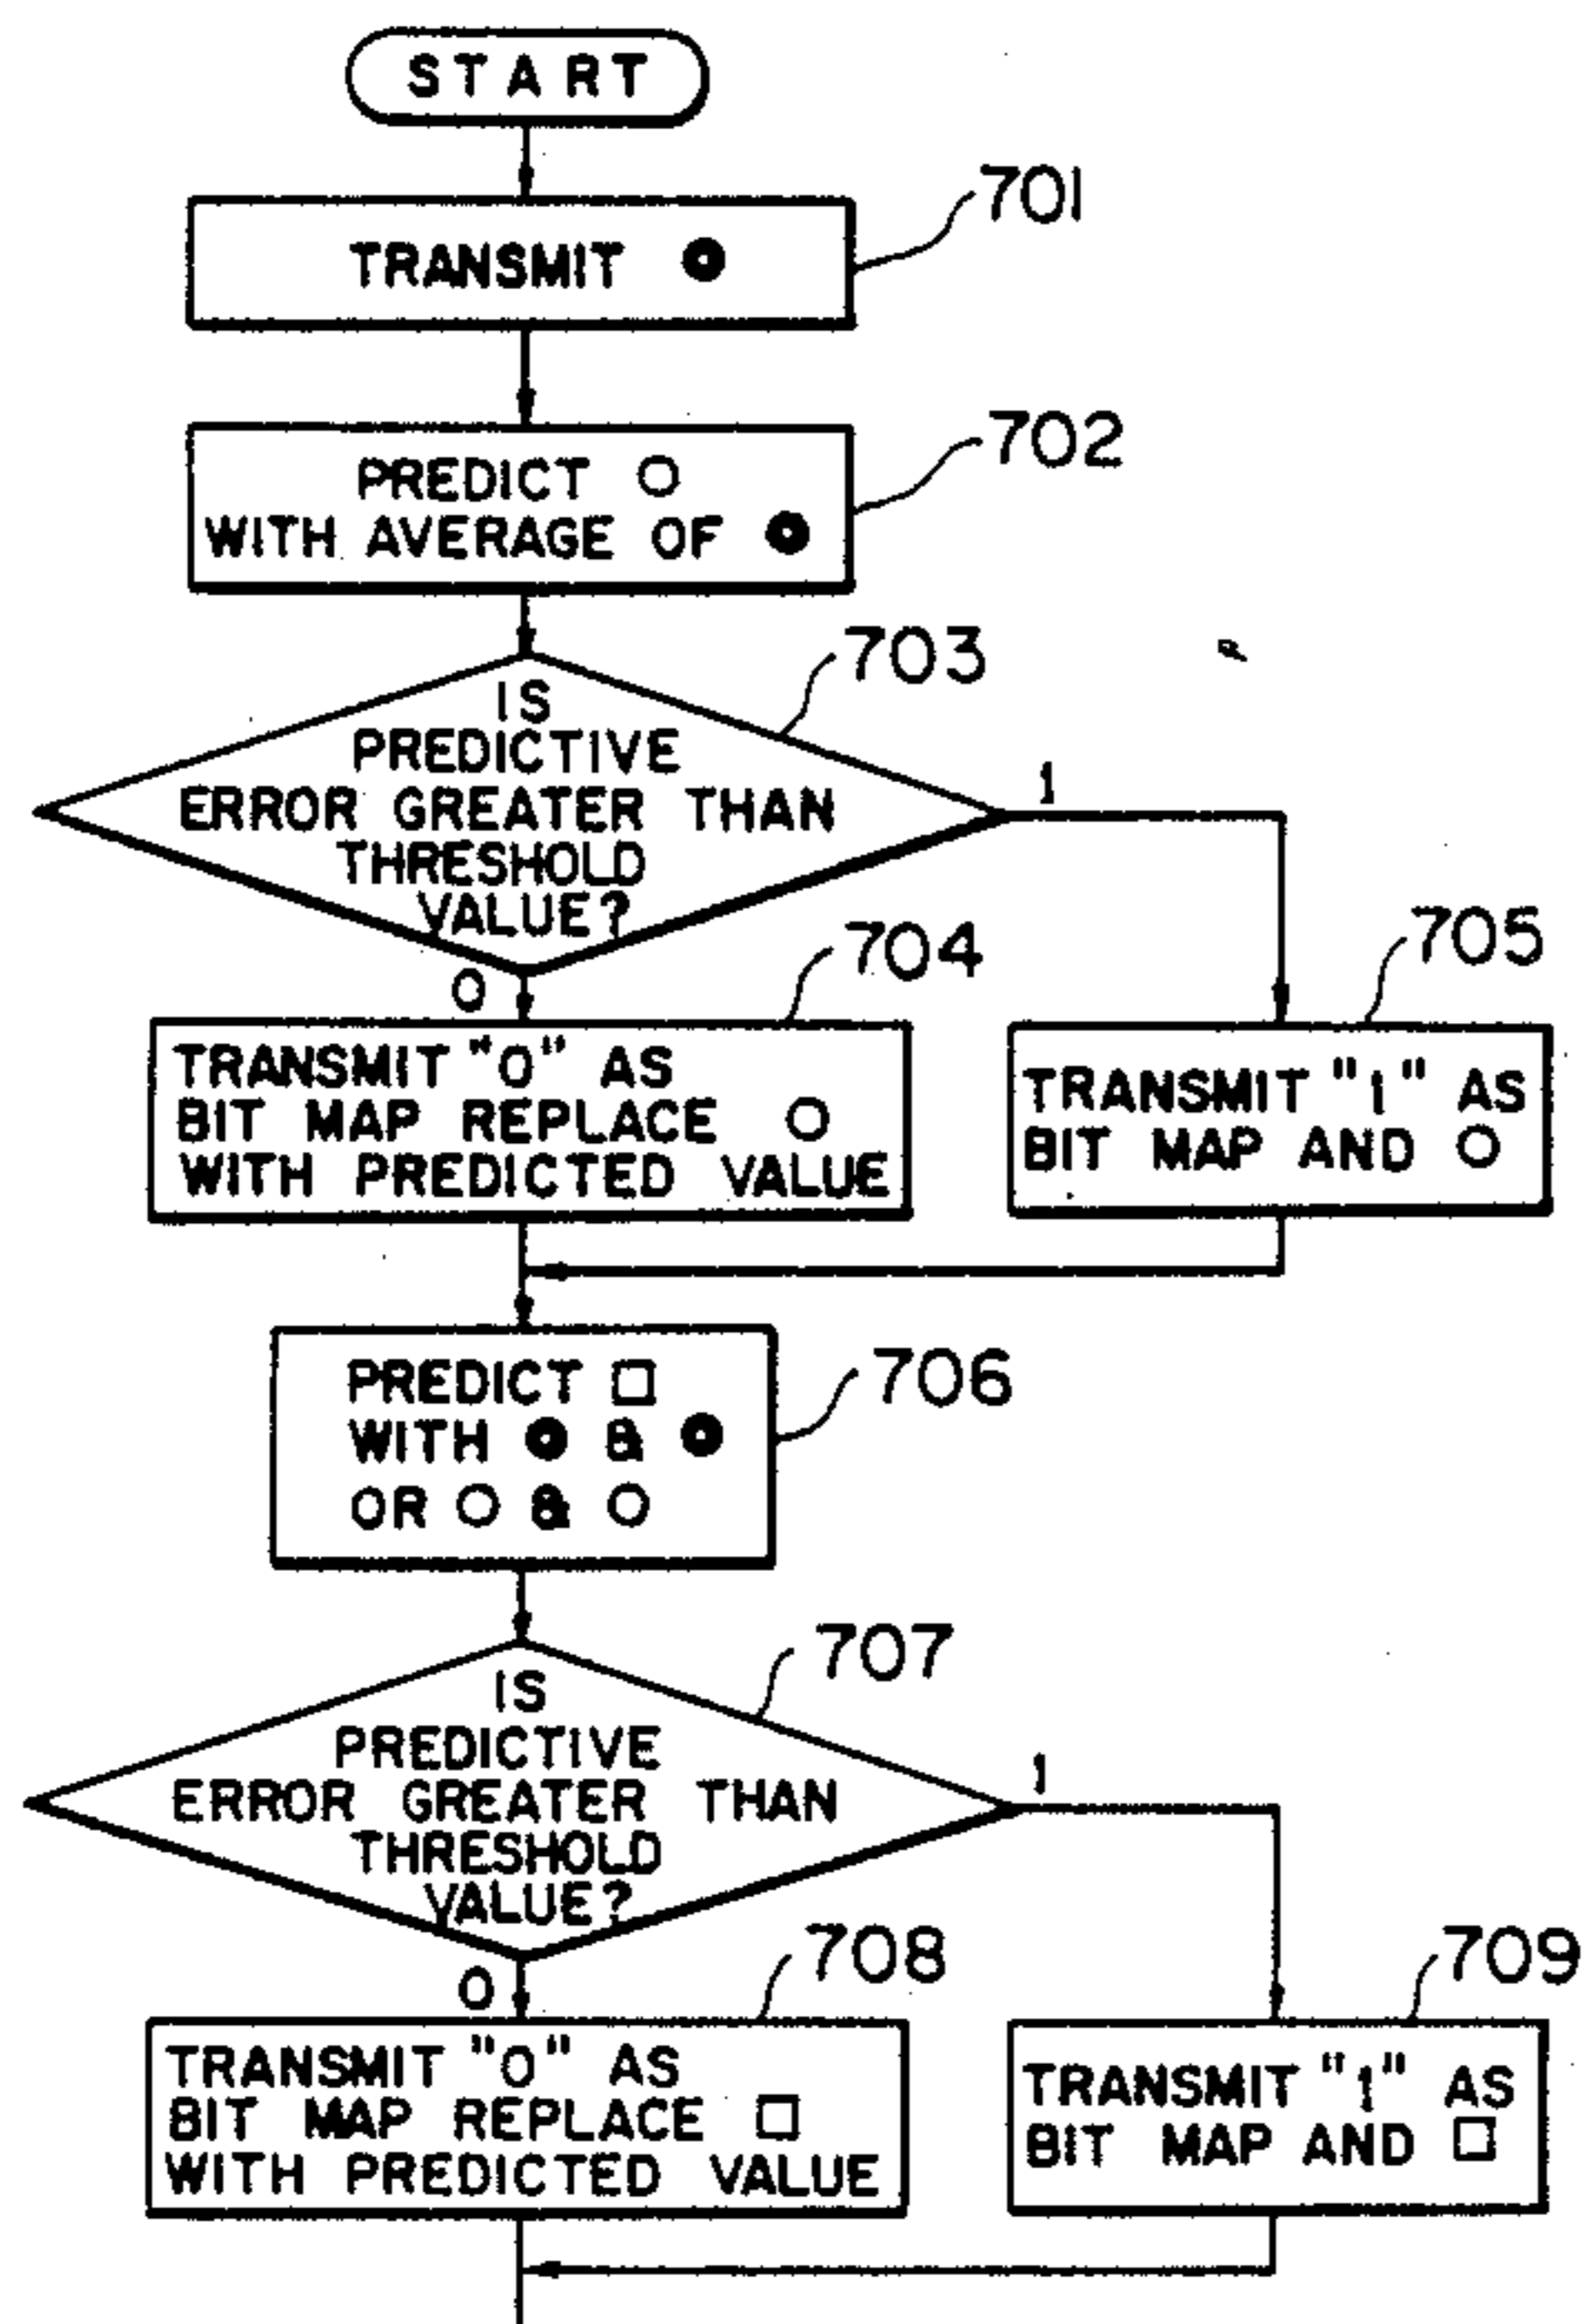 START
701
TRANSMIT ◉
702
PREDICT ○
WITH AVERAGE OF ◉
703
IS
PREDICTIVE
ERROR GREATER THAN
THRESHOLD
VALUE?
1
0
704
TRANSMIT "0" AS
BIT MAP REPLACE ○
WITH PREDICTED VALUE
705
TRANSMIT "1" AS
BIT MAP AND ○
706
PREDICT □
WITH ◉ & ◉
OR ○ & ○
707
IS
PREDICTIVE
ERROR GREATER THAN
THRESHOLD
VALUE?
1
0
708
TRANSMIT "0" AS
BIT MAP REPLACE □
WITH PREDICTED VALUE
709
TRANSMIT "1" AS
BIT MAP AND □